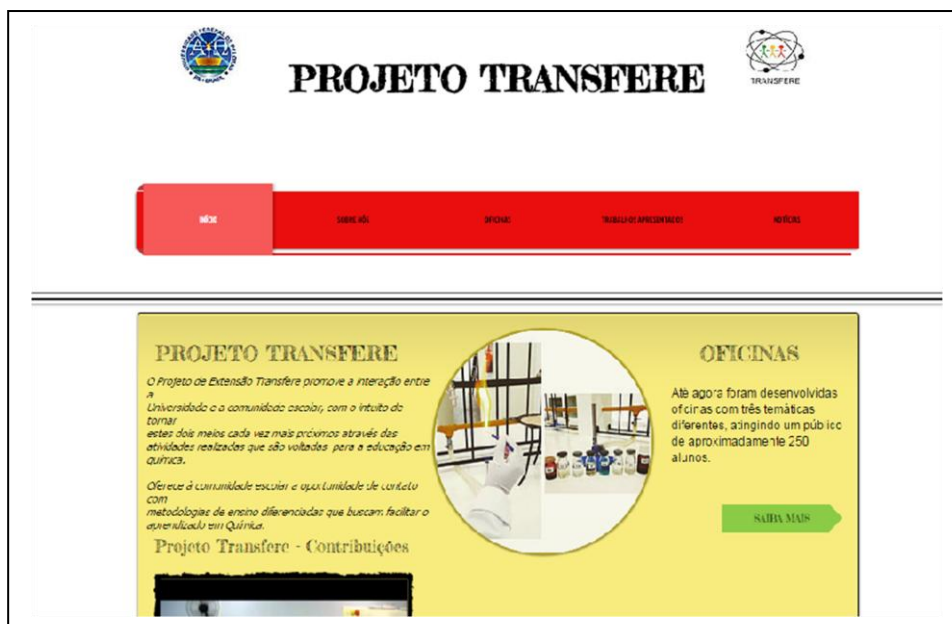 TRANSFERE
PROJETO TRANSFERE
INÍCIO
SOBRE NÓS
OFICINAS
TRABALHOS APRESENTADOS
NOTÍCIAS
PROJETO TRANSFERE
O Projeto de Extensão Transfere promove a interação entre
a
Universidade e a comunidade escolar, com o intuito de
tornar
estes dois meios cada vez mais próximos através das
atividades realizadas que são voltadas para a educação em
química.
Oferece à comunidade escolar a oportunidade de contato
com
metodologias de ensino diferenciadas que buscam facilitar o
aprendizado em Química.
Projeto Transfere - Contribuições
OFICINAS
Até agora foram desenvolvidas
oficinas com três temáticas
diferentes, atingindo um público
de aproximadamente 250
alunos.
SAIBA MAIS